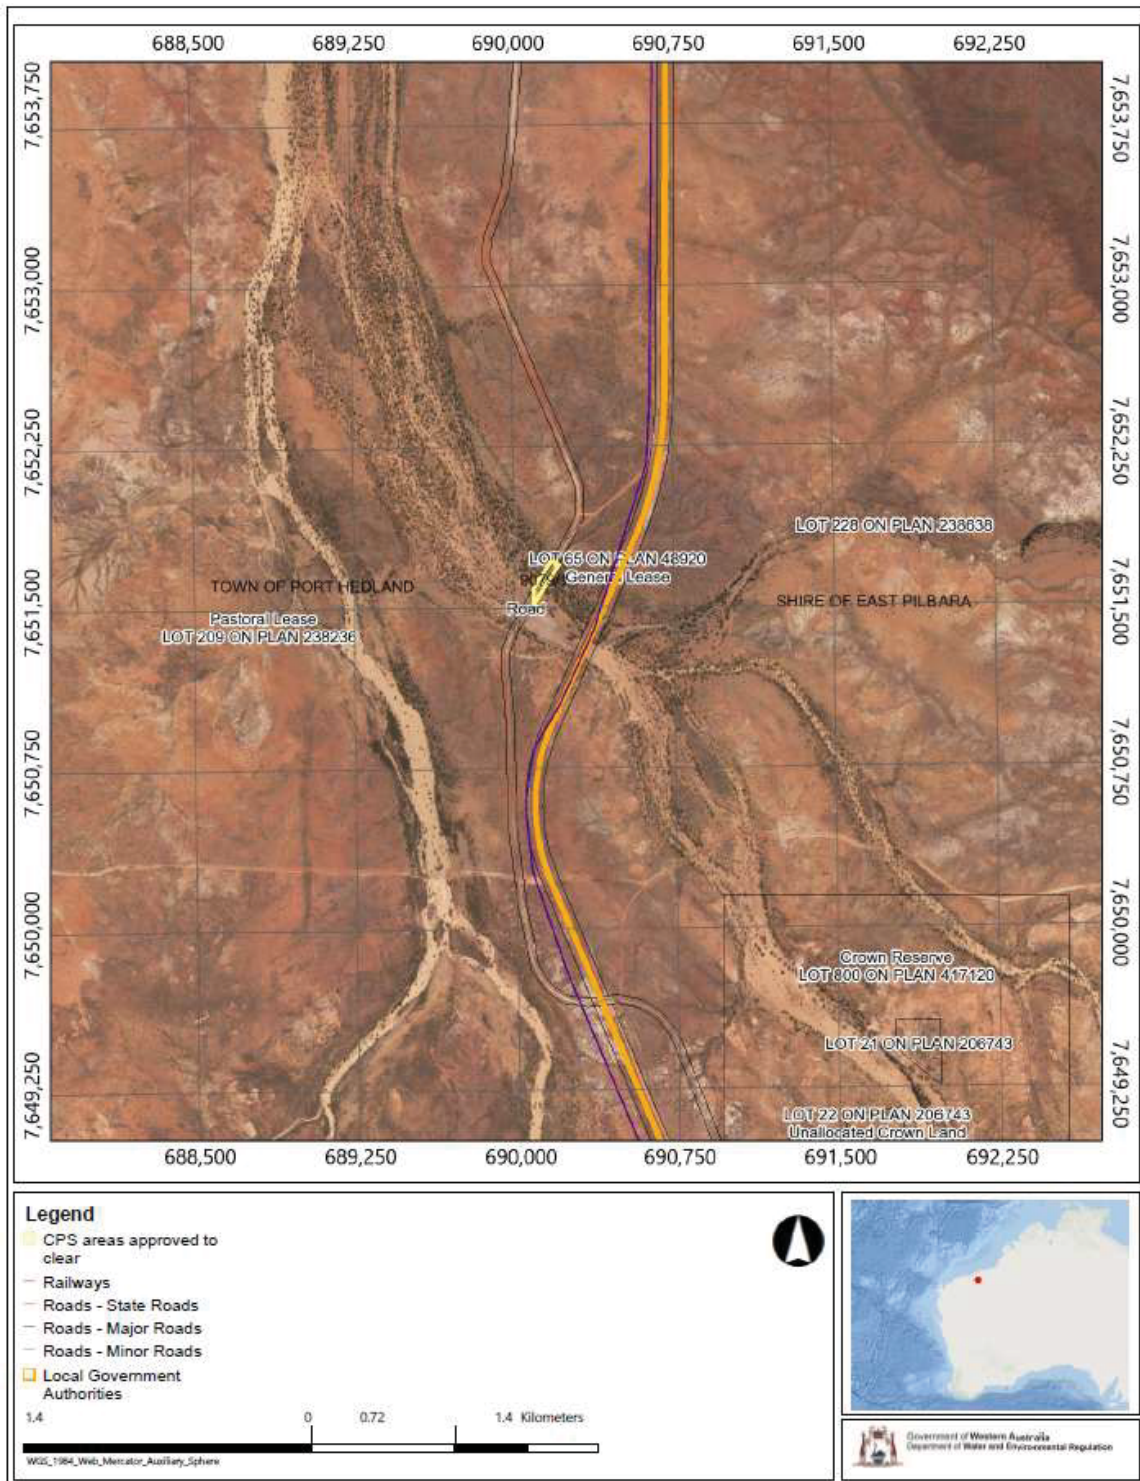 688,500 689,250 690,000 690,750 691,500 692,250
7,653,750
7,653,000
7,652,250
7,651,500
7,650,750
7,650,000
7,649,250
7,653,750
7,653,000
7,652,250
7,651,500
7,650,750
7,650,000
7,649,250
LOT 228 ON PLAN 238638
LOT 65 ON PLAN 48920
General Lease
TOWN OF PORT HEDLAND
SHIRE OF EAST PILBARA
Road
Pastoral Lease
LOT 209 ON PLAN 238236
Crown Reserve
LOT 800 ON PLAN 417120
LOT 21 ON PLAN 206743
LOT 22 ON PLAN 206743
Unallocated Crown Land
688,500 689,250 690,000 690,750 691,500 692,250
Legend
CPS areas approved to
clear
Railways
Roads - State Roads
Roads - Major Roads
Roads - Minor Roads
Local Government
Authorities
1.4 0 0.72 1.4 Kilometers
WGS_1984_Web_Mercator_Auxiliary_Sphere
Government of Western Australia
Department of Water and Environmental Regulation